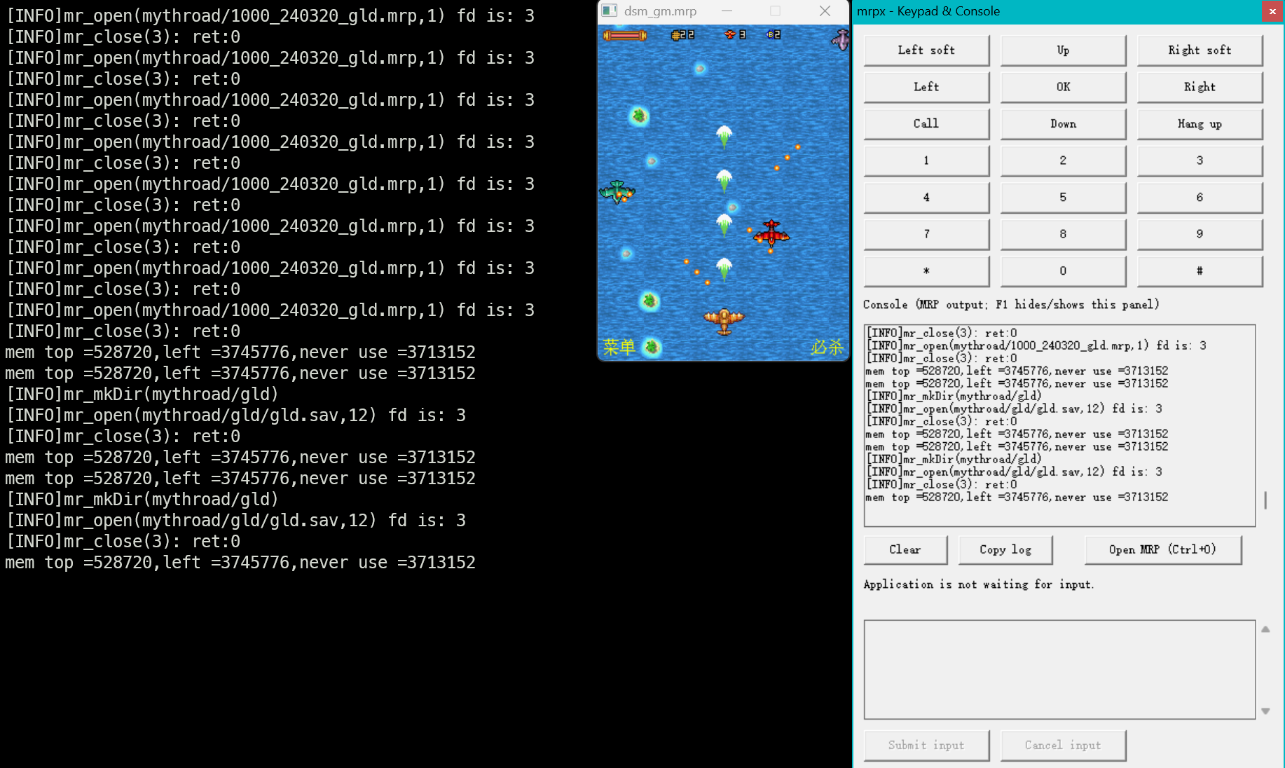 [INFO]mr_open(mythroad/1000_240320_gld.mrp,1) fd is: 3
[INFO]mr_close(3): ret:0
[INFO]mr_open(mythroad/1000_240320_gld.mrp,1) fd is: 3
[INFO]mr_close(3): ret:0
[INFO]mr_open(mythroad/1000_240320_gld.mrp,1) fd is: 3
[INFO]mr_close(3): ret:0
[INFO]mr_open(mythroad/1000_240320_gld.mrp,1) fd is: 3
[INFO]mr_close(3): ret:0
[INFO]mr_open(mythroad/1000_240320_gld.mrp,1) fd is: 3
[INFO]mr_close(3): ret:0
[INFO]mr_open(mythroad/1000_240320_gld.mrp,1) fd is: 3
[INFO]mr_close(3): ret:0
[INFO]mr_open(mythroad/1000_240320_gld.mrp,1) fd is: 3
[INFO]mr_close(3): ret:0
[INFO]mr_open(mythroad/1000_240320_gld.mrp,1) fd is: 3
[INFO]mr_close(3): ret:0
mem top =528720,left =3745776,never use =3713152
mem top =528720,left =3745776,never use =3713152
[INFO]mr_mkDir(mythroad/gld)
[INFO]mr_open(mythroad/gld/gld.sav,12) fd is: 3
[INFO]mr_close(3): ret:0
mem top =528720,left =3745776,never use =3713152
mem top =528720,left =3745776,never use =3713152
[INFO]mr_mkDir(mythroad/gld)
[INFO]mr_open(mythroad/gld/gld.sav,12) fd is: 3
[INFO]mr_close(3): ret:0
mem top =528720,left =3745776,never use =3713152
dsm_gm.mrp
22 3 2
菜单 必杀
mrpx - Keypad & Console
Left soft Up Right soft
Left OK Right
Call Down Hang up
1 2 3
4 5 6
7 8 9
* 0 #
Console (MRP output; F1 hides/shows this panel)
[INFO]mr_close(3): ret:0
[INFO]mr_open(mythroad/1000_240320_gld.mrp,1) fd is: 3
[INFO]mr_close(3): ret:0
mem top =528720,left =3745776,never use =3713152
mem top =528720,left =3745776,never use =3713152
[INFO]mr_mkDir(mythroad/gld)
[INFO]mr_open(mythroad/gld/gld.sav,12) fd is: 3
[INFO]mr_close(3): ret:0
mem top =528720,left =3745776,never use =3713152
mem top =528720,left =3745776,never use =3713152
[INFO]mr_mkDir(mythroad/gld)
[INFO]mr_open(mythroad/gld/gld.sav,12) fd is: 3
[INFO]mr_close(3): ret:0
mem top =528720,left =3745776,never use =3713152
Clear Copy log Open MRP (Ctrl+O)
Application is not waiting for input.
Submit input Cancel input